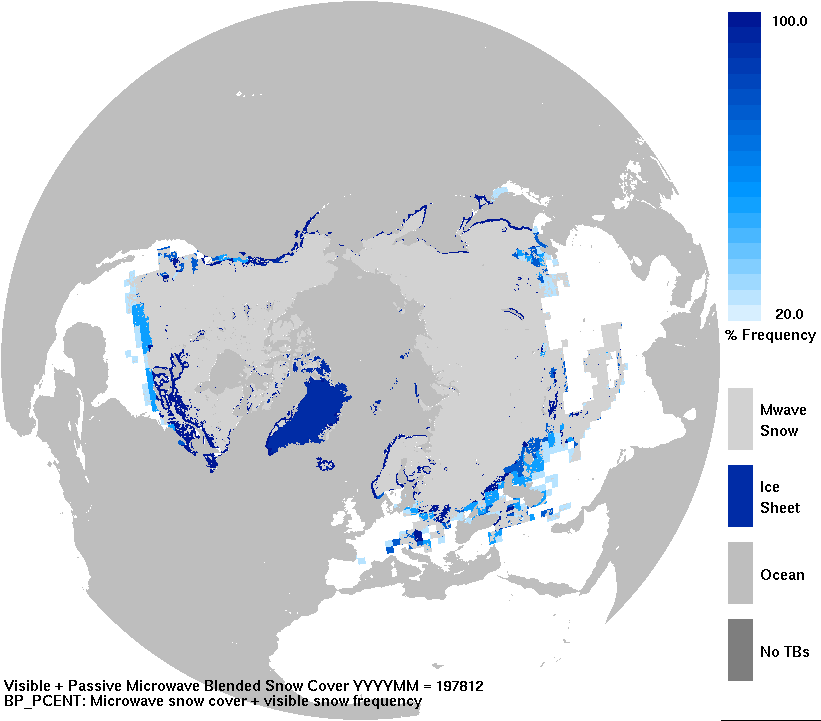 100.0
20.0
% Frequency
Mwave
Snow
Ice
Sheet
Ocean
No TBs
Visible + Passive Microwave Blended Snow Cover YYYYMM = 197812
BP_PCENT: Microwave snow cover + visible snow frequency